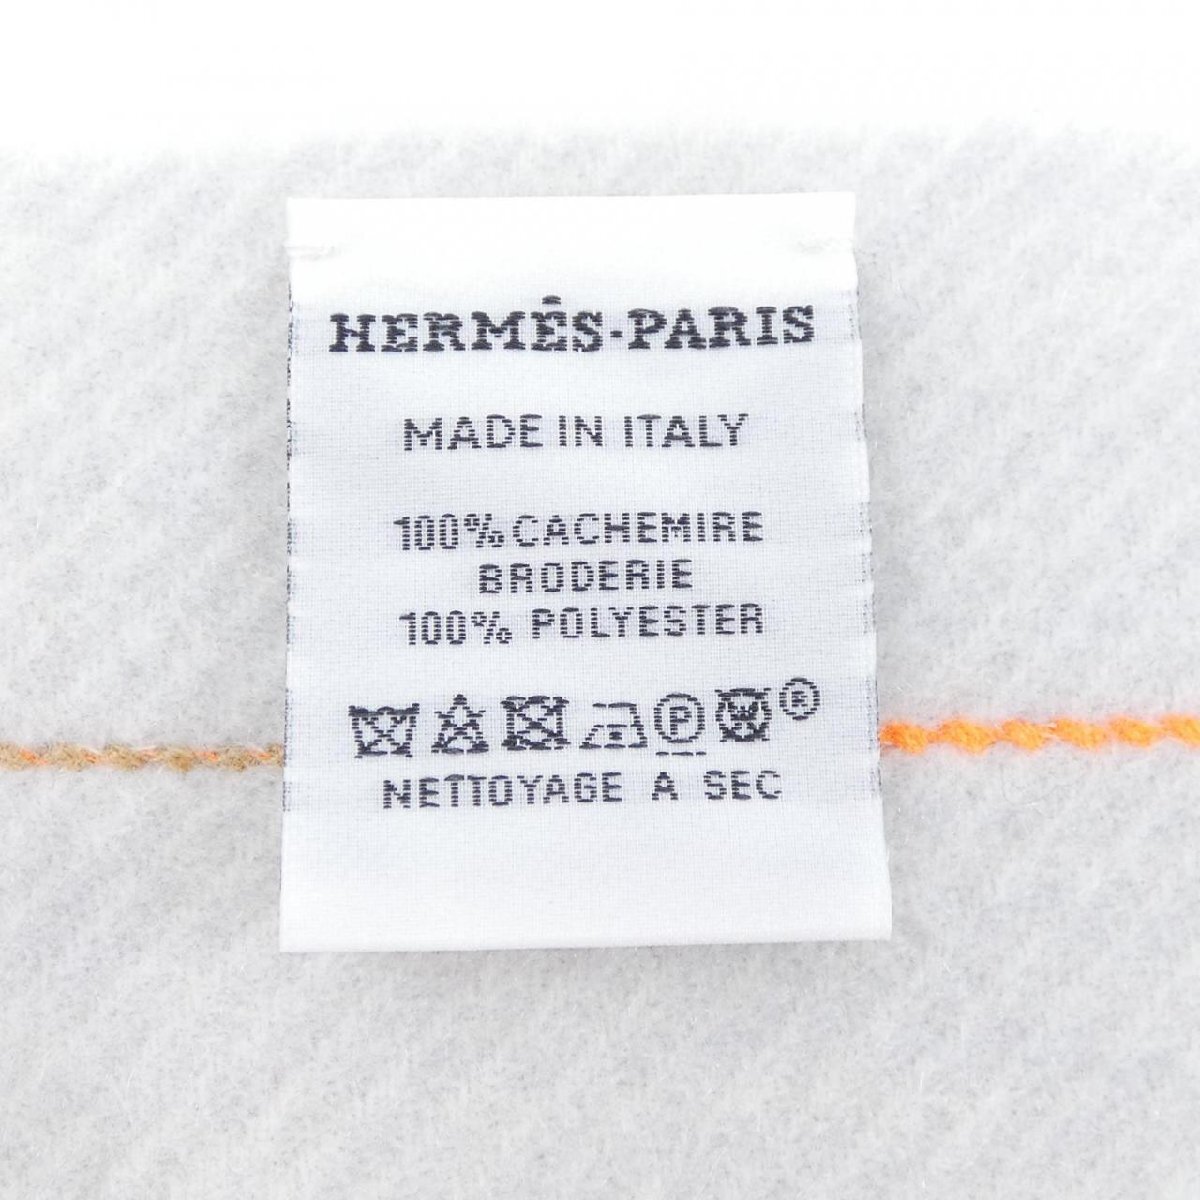 HERMÈS-PARIS
MADE IN ITALY
100% CACHEMIRE
BRODERIE
100% POLYESTER
P ®
NETTOYAGE A SEC